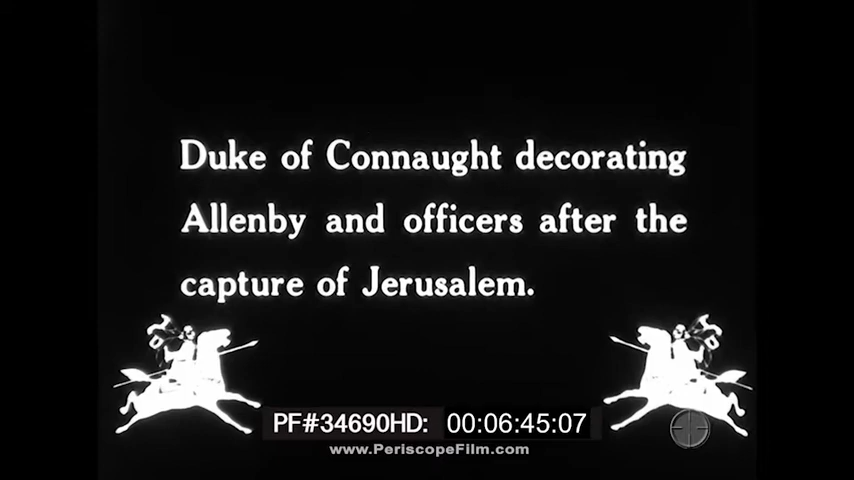 Duke of Connaught decorating
Allenby and officers after the
capture of Jerusalem.
PF#34690HD: 00:06:45:07
www.PeriscopeFilm.com